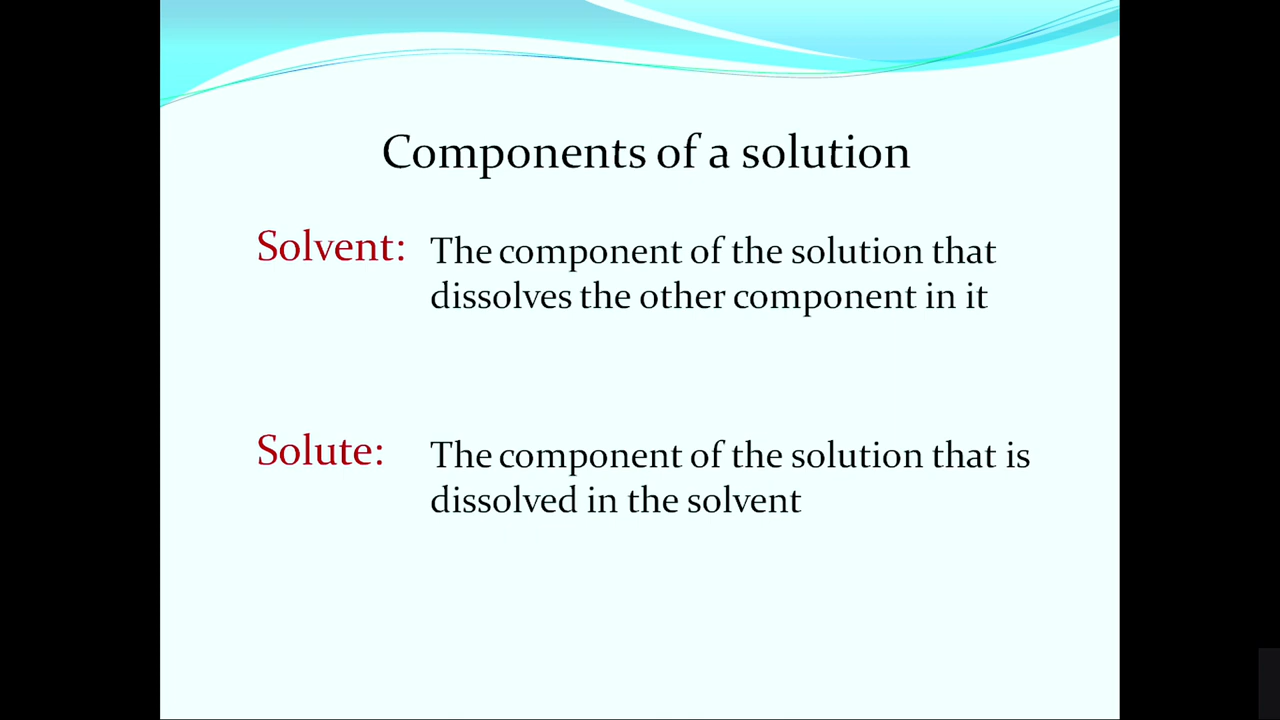 Components of a solution
Solvent: The component of the solution that
dissolves the other component in it
Solute: The component of the solution that is
dissolved in the solvent